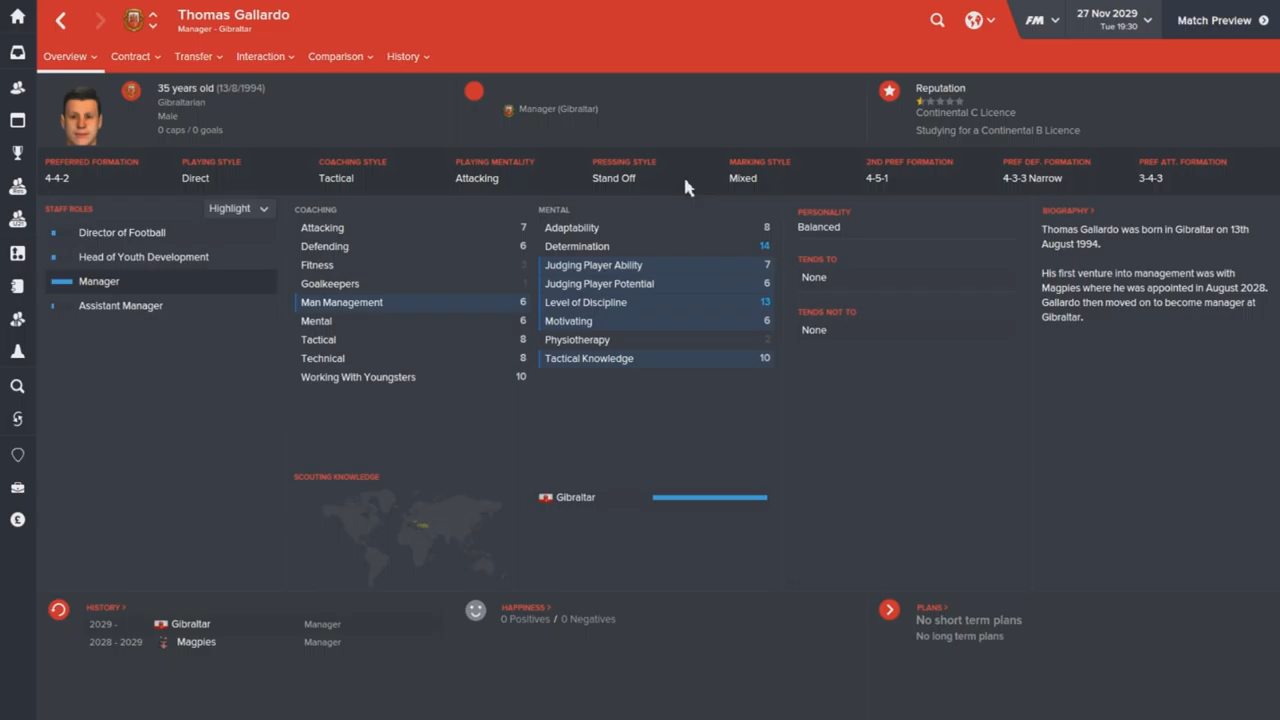 Thomas Gallardo
Manager - Gibraltar
FM
27 Nov 2029
Tue 19:30
Match Preview
Overview
Contract
Transfer
Interaction
Comparison
History
35 years old (13/8/1994)
Gibraltarian
Male
0 caps / 0 goals
Manager (Gibraltar)
Reputation
Continental C Licence
Studying for a Continental B Licence
PREFERRED FORMATION
4-4-2
PLAYING STYLE
Direct
COACHING STYLE
Tactical
PLAYING MENTALITY
Attacking
PRESSING STYLE
Stand Off
MARKING STYLE
Mixed
2ND PREF FORMATION
4-5-1
PREF DEF. FORMATION
4-3-3 Narrow
PREF ATT. FORMATION
3-4-3
STAFF ROLES
Highlight
Director of Football
Head of Youth Development
Manager
Assistant Manager
COACHING
Attacking 7
Defending 6
Fitness 3
Goalkeepers 1
Man Management 6
Mental 6
Tactical 8
Technical 8
Working With Youngsters 10
MENTAL
Adaptability 8
Determination 14
Judging Player Ability 7
Judging Player Potential 6
Level of Discipline 13
Motivating 6
Physiotherapy 2
Tactical Knowledge 10
PERSONALITY
Balanced
TENDS TO
None
TENDS NOT TO
None
BIOGRAPHY >
Thomas Gallardo was born in Gibraltar on 13th
August 1994.
His first venture into management was with
Magpies where he was appointed in August 2028.
Gallardo then moved on to become manager at
Gibraltar.
SCOUTING KNOWLEDGE
Gibraltar
HISTORY >
2029 - Gibraltar Manager
2028 - 2029 Magpies Manager
HAPPINESS >
0 Positives / 0 Negatives
PLANS >
No short term plans
No long term plans